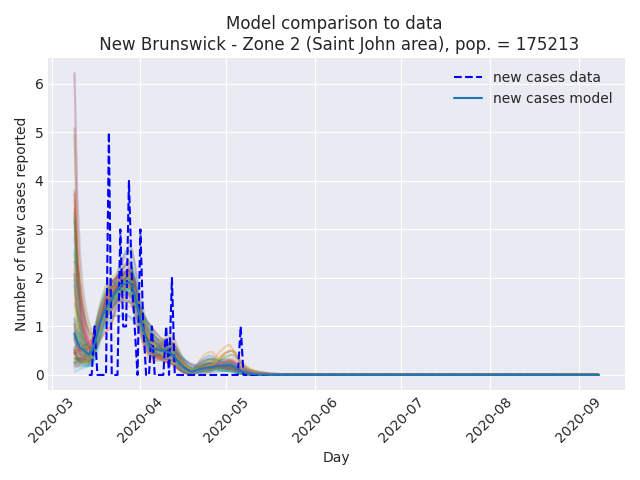 Model comparison to data
New Brunswick - Zone 2 (Saint John area), pop. = 175213
new cases data
new cases model
Number of new cases reported
6
5
4
3
2
1
0
2020-03
2020-04
2020-05
2020-06
2020-07
2020-08
2020-09
Day